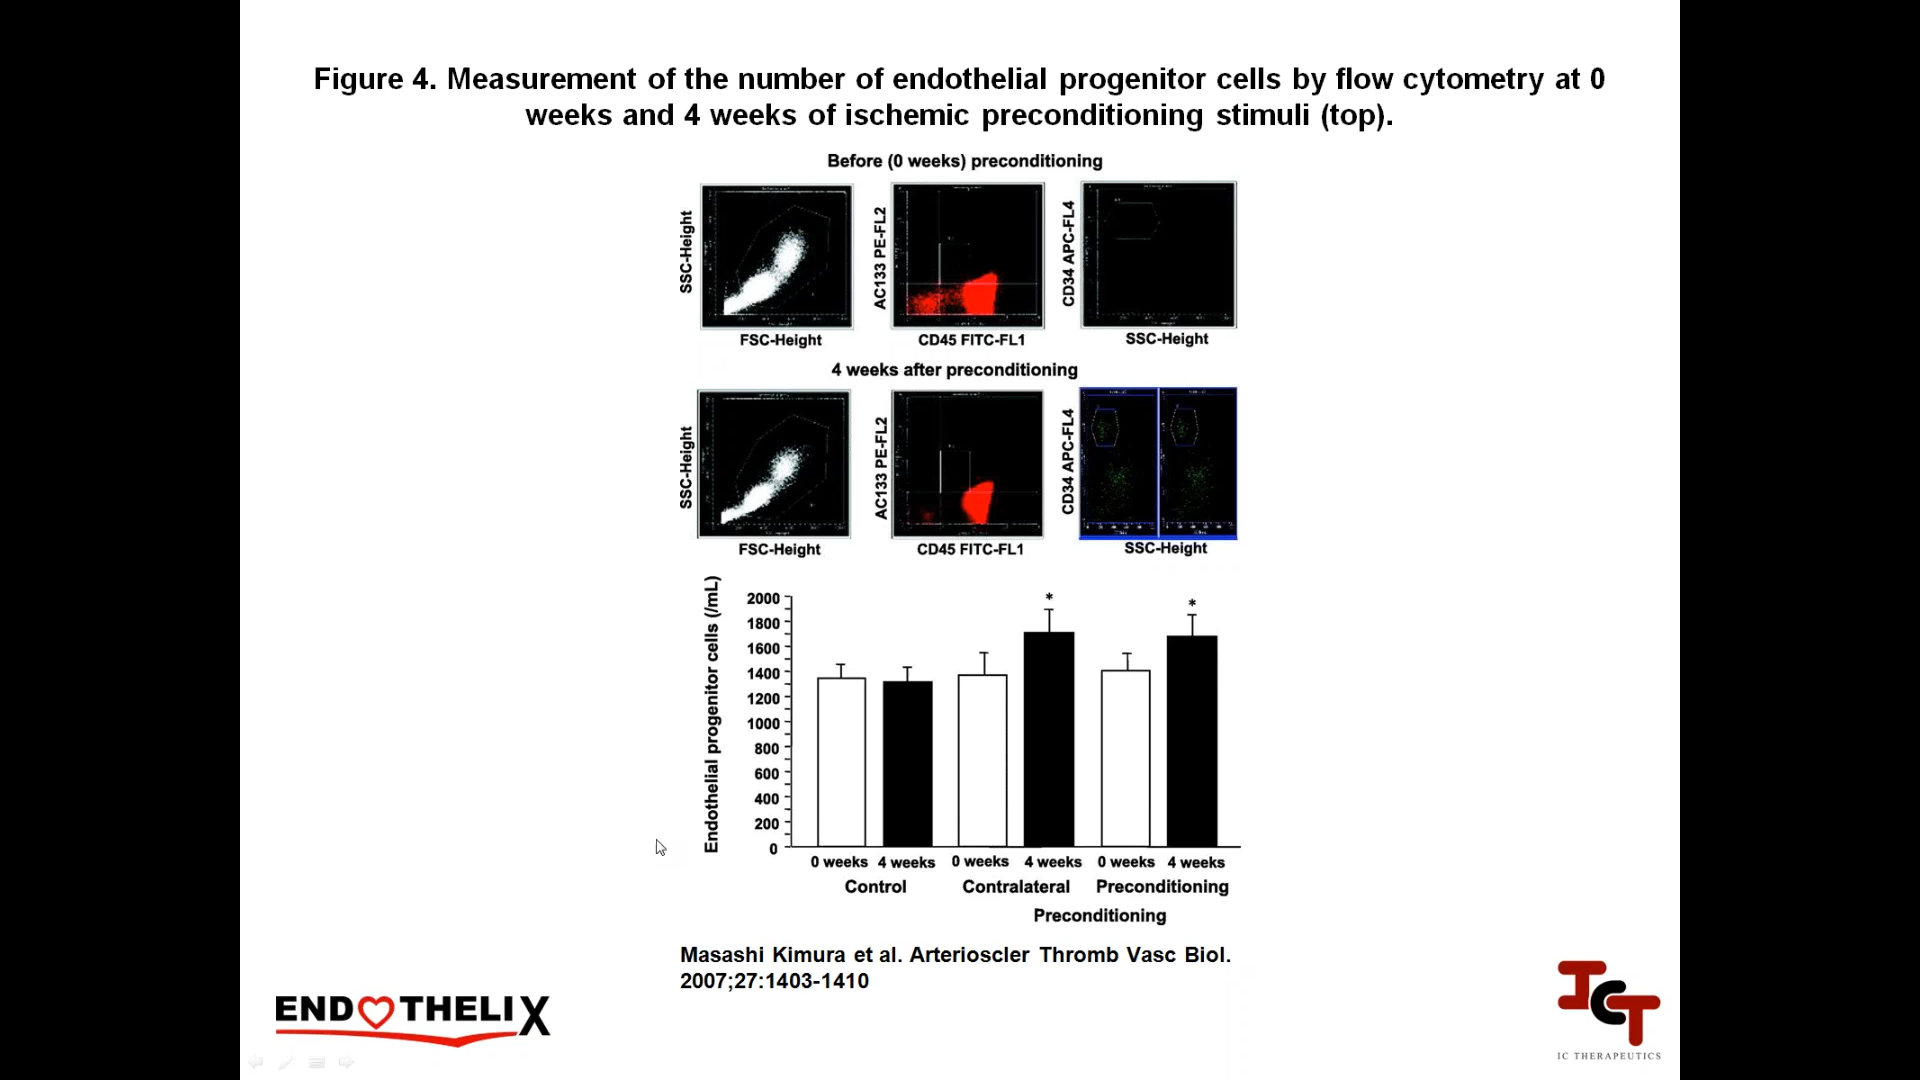 Figure 4. Measurement of the number of endothelial progenitor cells by flow cytometry at 0
weeks and 4 weeks of ischemic preconditioning stimuli (top).
Before (0 weeks) preconditioning
SSC-Height
FSC-Height
AC133 PE-FL2
CD45 FITC-FL1
CD34 APC-FL4
SSC-Height
4 weeks after preconditioning
SSC-Height
FSC-Height
AC133 PE-FL2
CD45 FITC-FL1
CD34 APC-FL4
SSC-Height
Endothelial progenitor cells (/mL)
2000
1800
1600
1400
1200
1000
800
600
400
200
0
* *
0 weeks 4 weeks 0 weeks 4 weeks 0 weeks 4 weeks
Control Contralateral Preconditioning
Preconditioning
Masashi Kimura et al. Arterioscler Thromb Vasc Biol.
2007;27:1403-1410
ENDOTHELIX
ICT
IC THERAPEUTICS